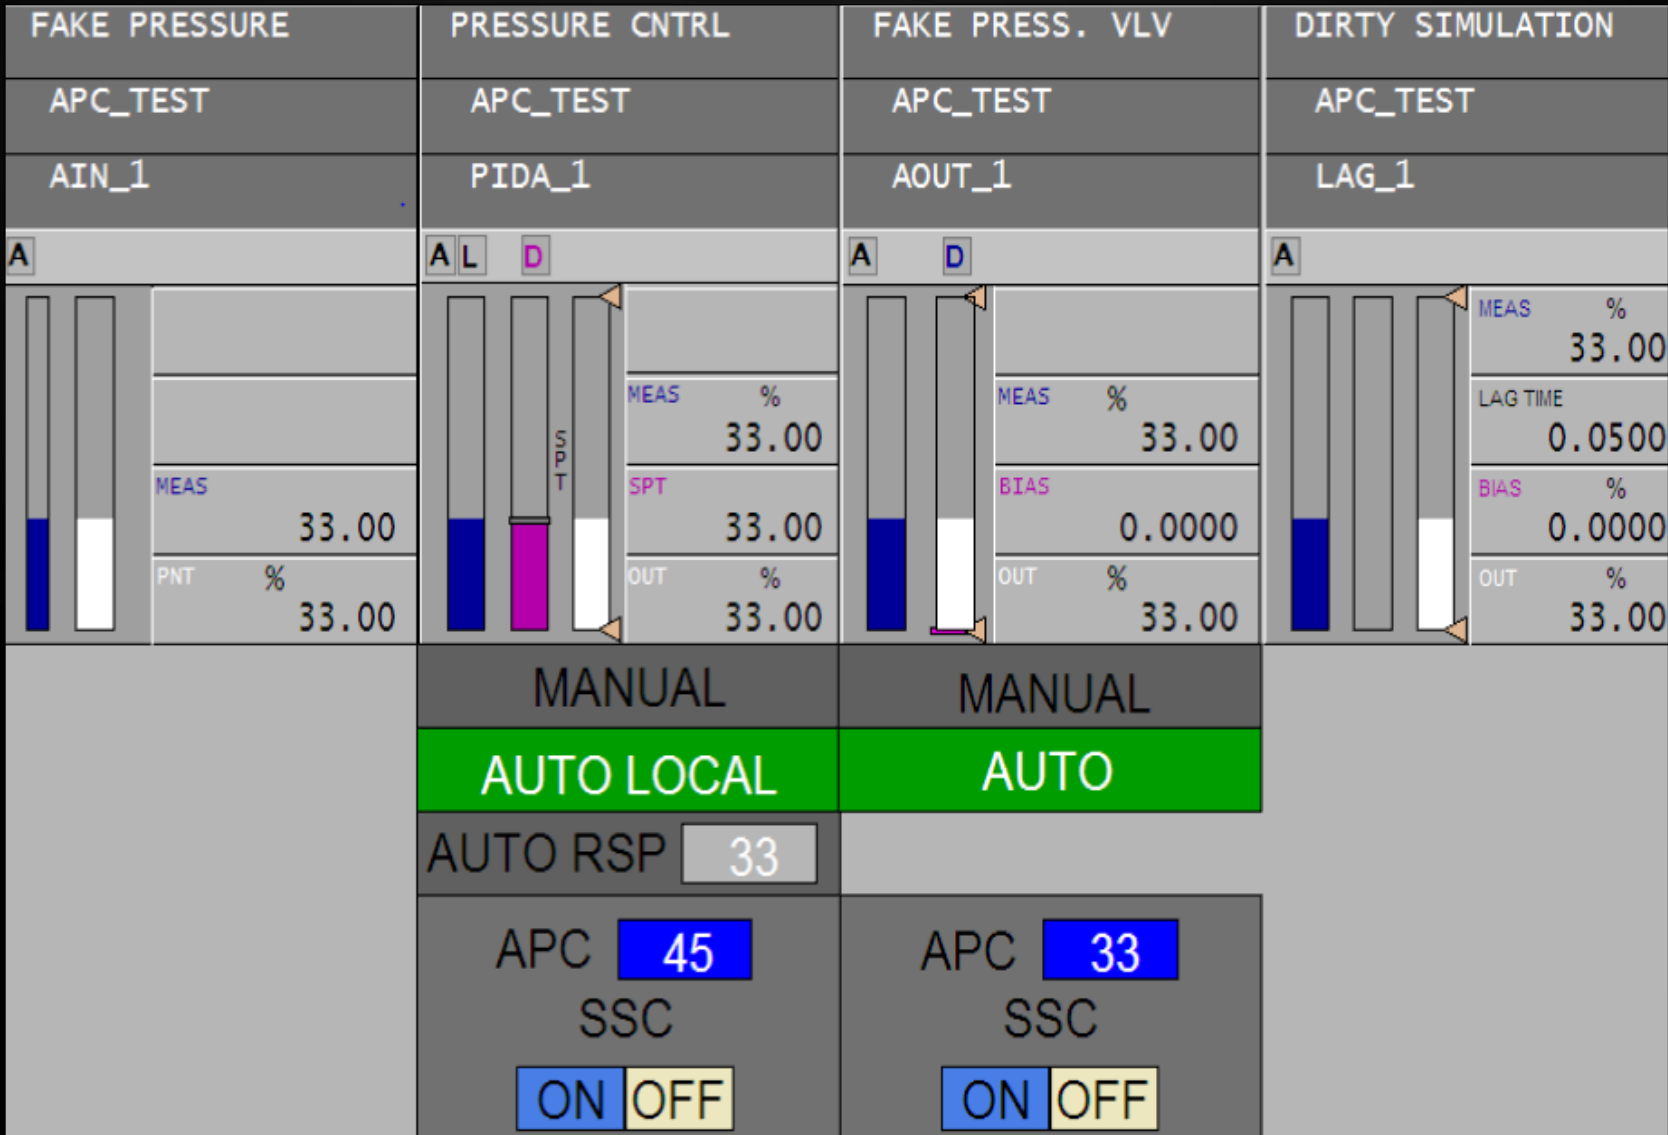 FAKE PRESSURE
APC_TEST
AIN_1
A
MEAS
33.00
PNT %
33.00
PRESSURE CNTRL
APC_TEST
PIDA_1
A L D
SPT
MEAS %
33.00
SPT
33.00
OUT %
33.00
MANUAL
AUTO LOCAL
AUTO RSP 33
APC 45
SSC
ON OFF
FAKE PRESS. VLV
APC_TEST
AOUT_1
A D
MEAS %
33.00
BIAS
0.0000
OUT %
33.00
MANUAL
AUTO
APC 33
SSC
ON OFF
DIRTY SIMULATION
APC_TEST
LAG_1
A
MEAS %
33.00
LAG TIME
0.0500
BIAS %
0.0000
OUT %
33.00